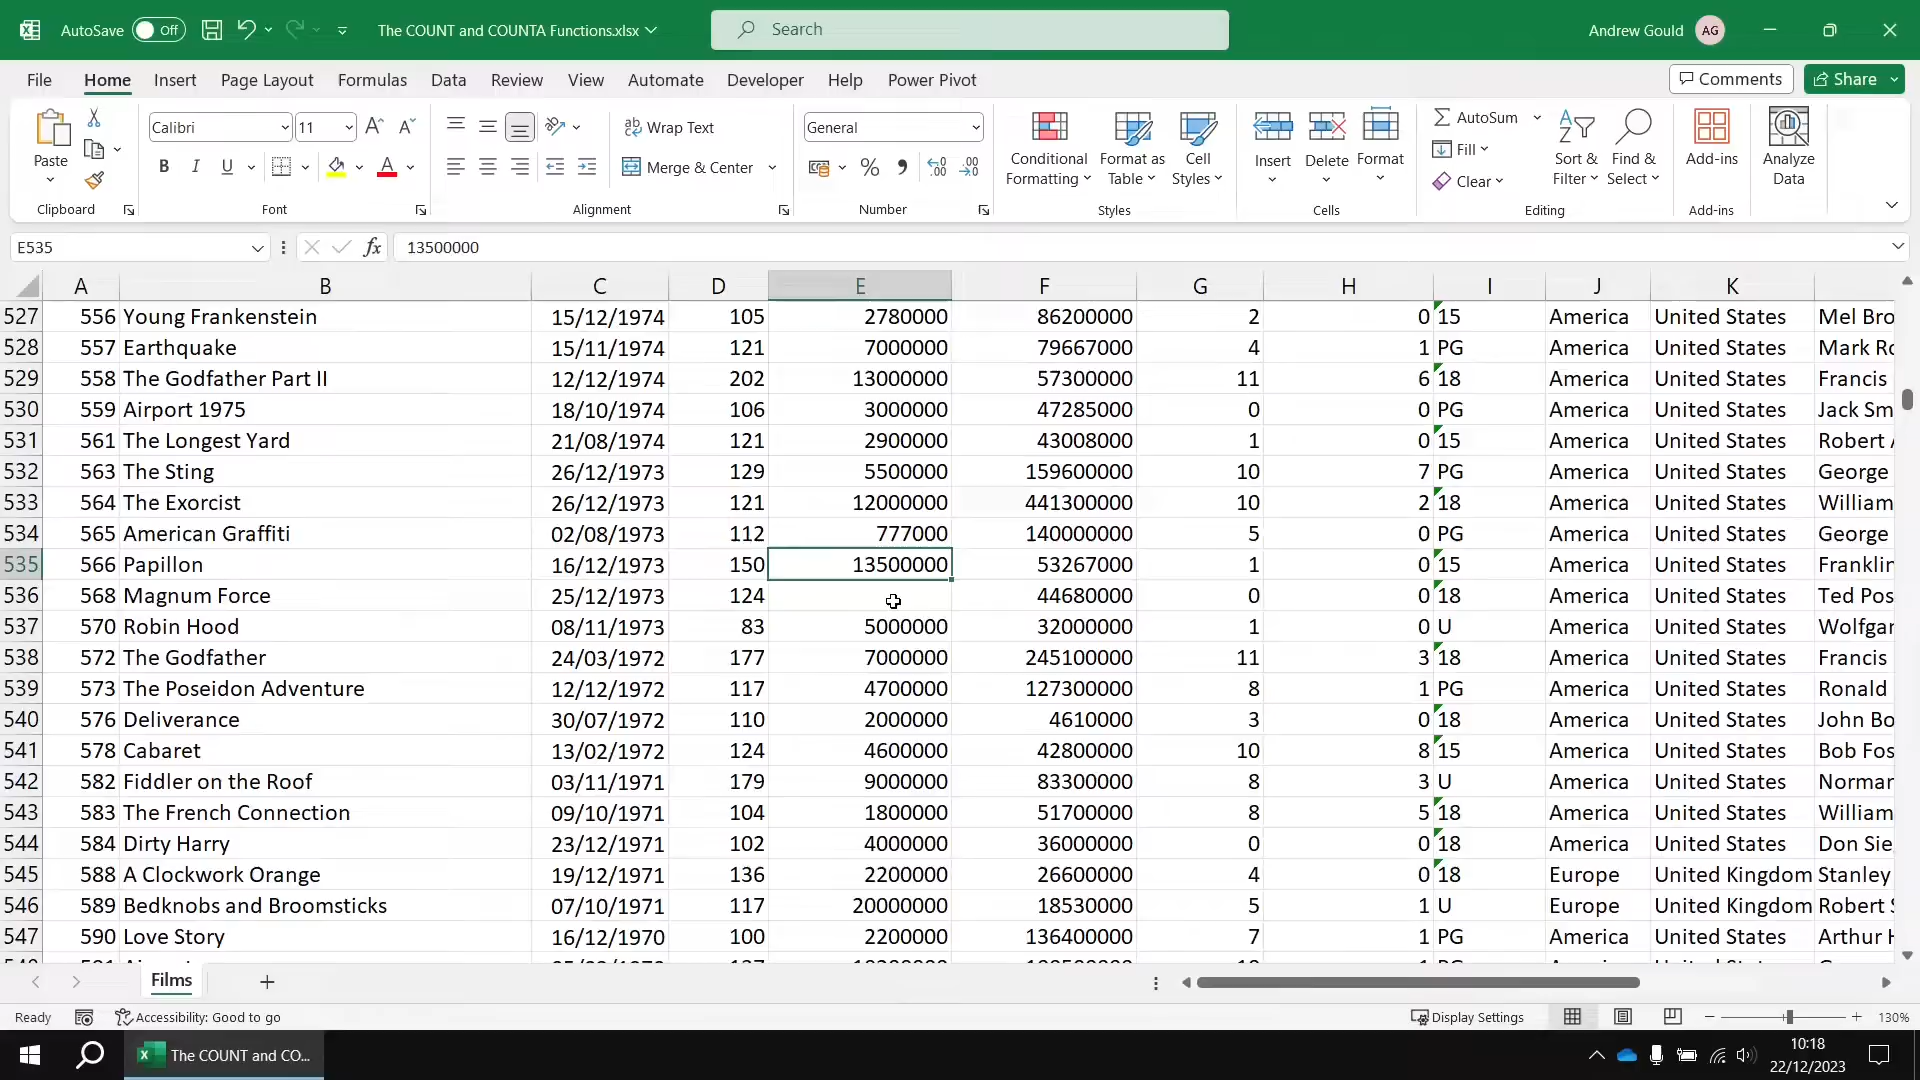 AutoSave Off The COUNT and COUNTA Functions.xlsx Search Andrew Gould AG
File Home Insert Page Layout Formulas Data Review View Automate Developer Help Power Pivot Comments Share
Paste Calibri 11 Wrap Text General Conditional Formatting Format as Table Cell Styles Insert Delete Format AutoSum Fill Clear Sort & Filter Find & Select Add-ins Analyze Data
B I U Merge & Center
Clipboard Font Alignment Number Styles Cells Editing Add-ins
E535 fx 13500000
A B C D E F G H I J K
527 556 Young Frankenstein 15/12/1974 105 2780000 86200000 2 0 15 America United States Mel Bro
528 557 Earthquake 15/11/1974 121 7000000 79667000 4 1 PG America United States Mark Ro
529 558 The Godfather Part II 12/12/1974 202 13000000 57300000 11 6 18 America United States Francis
530 559 Airport 1975 18/10/1974 106 3000000 47285000 0 0 PG America United States Jack Sm
531 561 The Longest Yard 21/08/1974 121 2900000 43008000 1 0 15 America United States Robert A
532 563 The Sting 26/12/1973 129 5500000 159600000 10 7 PG America United States George
533 564 The Exorcist 26/12/1973 121 12000000 441300000 10 2 18 America United States William
534 565 American Graffiti 02/08/1973 112 777000 140000000 5 0 PG America United States George
535 566 Papillon 16/12/1973 150 13500000 53267000 1 0 15 America United States Franklin
536 568 Magnum Force 25/12/1973 124 44680000 0 0 18 America United States Ted Pos
537 570 Robin Hood 08/11/1973 83 5000000 32000000 1 0 U America United States Wolfgan
538 572 The Godfather 24/03/1972 177 7000000 245100000 11 3 18 America United States Francis
539 573 The Poseidon Adventure 12/12/1972 117 4700000 127300000 8 1 PG America United States Ronald
540 576 Deliverance 30/07/1972 110 2000000 4610000 3 0 18 America United States John Bo
541 578 Cabaret 13/02/1972 124 4600000 42800000 10 8 15 America United States Bob Fos
542 582 Fiddler on the Roof 03/11/1971 179 9000000 83300000 8 3 U America United States Norman
543 583 The French Connection 09/10/1971 104 1800000 51700000 8 5 18 America United States William
544 584 Dirty Harry 23/12/1971 102 4000000 36000000 0 0 18 America United States Don Sie
545 588 A Clockwork Orange 19/12/1971 136 2200000 26600000 4 0 18 Europe United Kingdom Stanley
546 589 Bedknobs and Broomsticks 07/10/1971 117 20000000 18530000 5 1 U Europe United Kingdom Robert S
547 590 Love Story 16/12/1970 100 2200000 136400000 7 1 PG America United States Arthur H
Films
Ready Accessibility: Good to go Display Settings 130%
The COUNT and CO... 10:18
22/12/2023